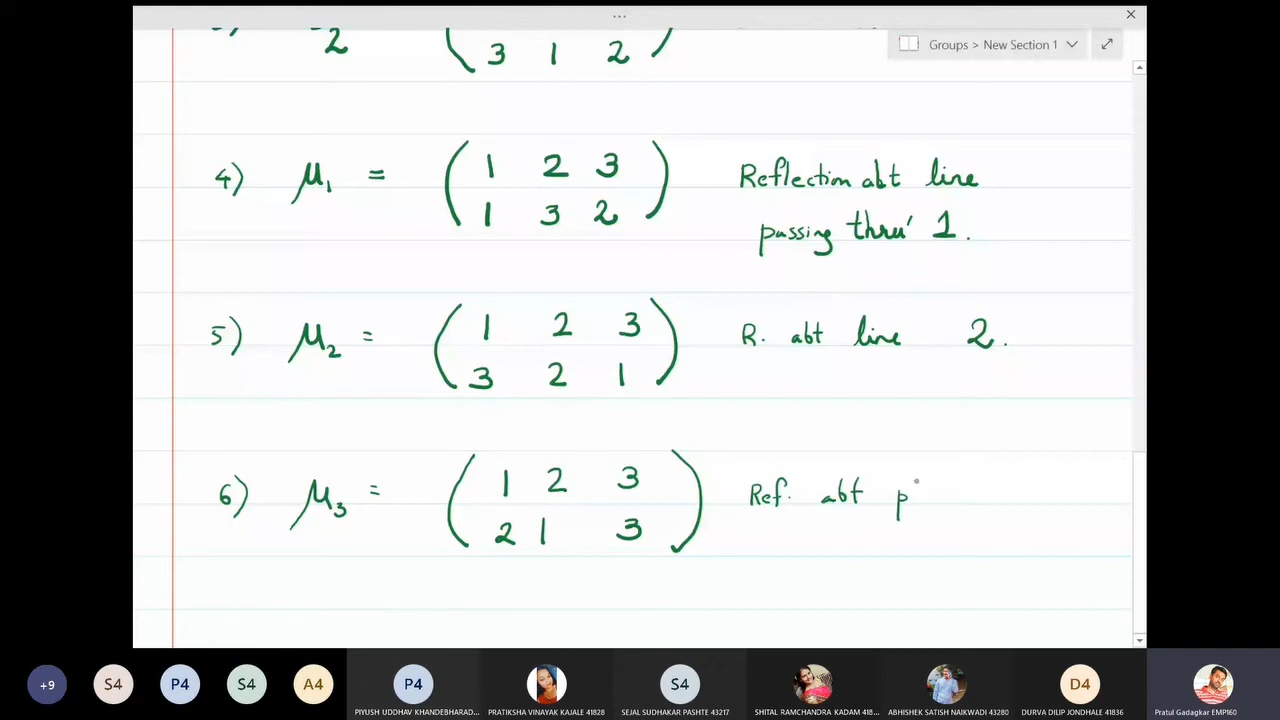 Groups > New Section 1
2
3 1 2
4) μ₁ = ( 1 2 3 ) Reflection abt line
( 1 3 2 ) passing thru' 1.
5) μ₂ = ( 1 2 3 ) R. abt line 2.
( 3 2 1 )
6) μ₃ = ( 1 2 3 ) Ref. abt p
( 2 1 3 )
+9 S4 P4 S4 A4 P4 S4 D4
PIYUSH UDDHAV KHANDEBHARAD... PRATIKSHA VINAYAK KAJALE 41828 SEJAL SUDHAKAR PASHTE 43217 SHITAL RAMCHANDRA KADAM 418... ABHISHEK SATISH NAIKWADI 43280 DURVA DILIP JONDHALE 41836 Pratul Gadagkar EMP160